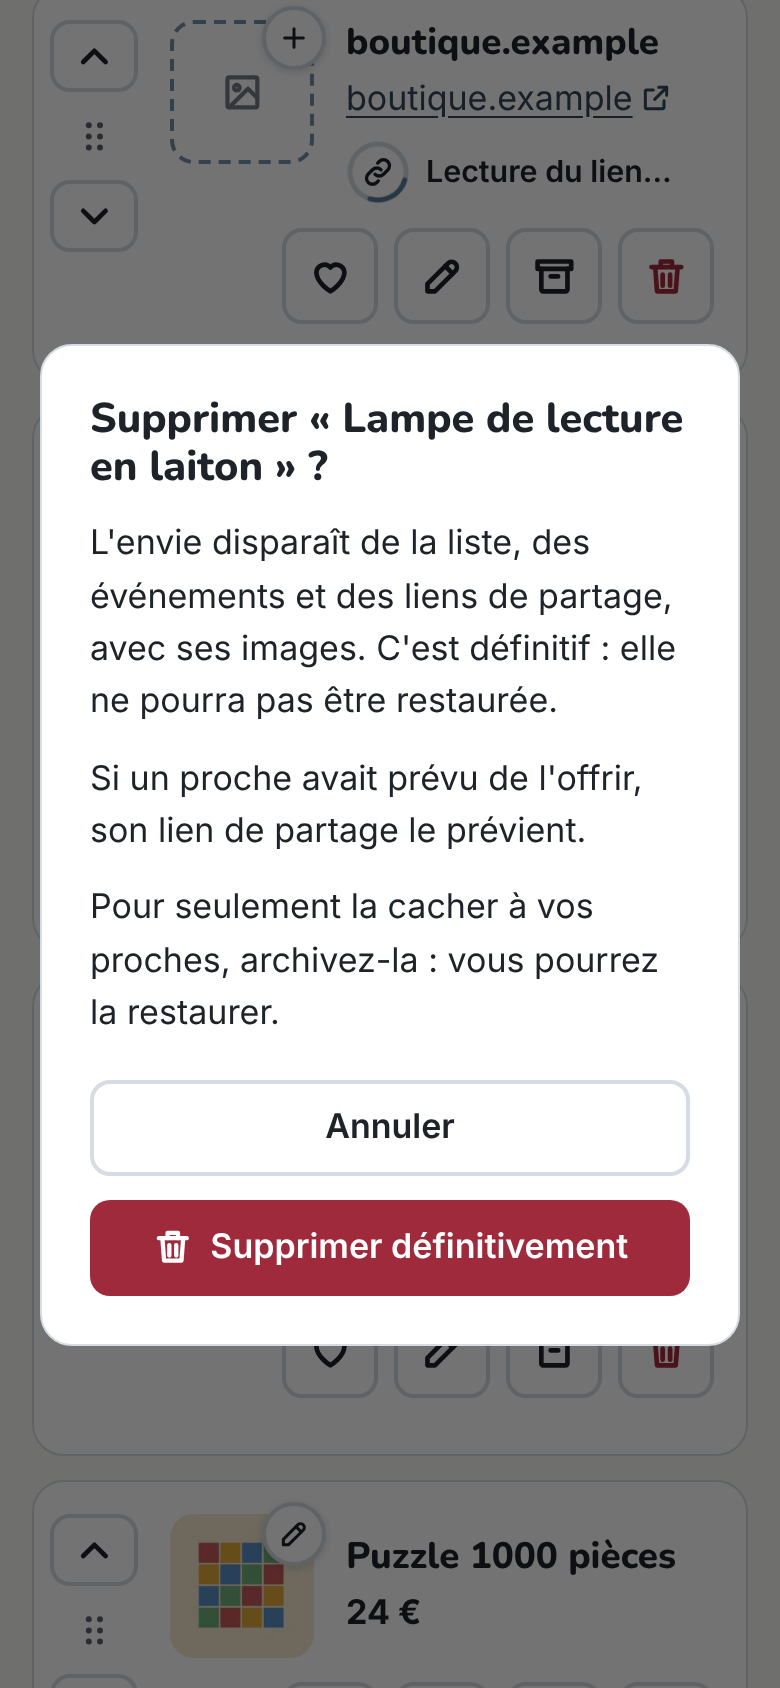 boutique.example
boutique.example
Lecture du lien...
Supprimer « Lampe de lecture
en laiton » ?
L'envie disparaît de la liste, des
événements et des liens de partage,
avec ses images. C'est définitif : elle
ne pourra pas être restaurée.
Si un proche avait prévu de l'offrir,
son lien de partage le prévient.
Pour seulement la cacher à vos
proches, archivez-la : vous pourrez
la restaurer.
Annuler
Supprimer définitivement
Puzzle 1000 pièces
24 €